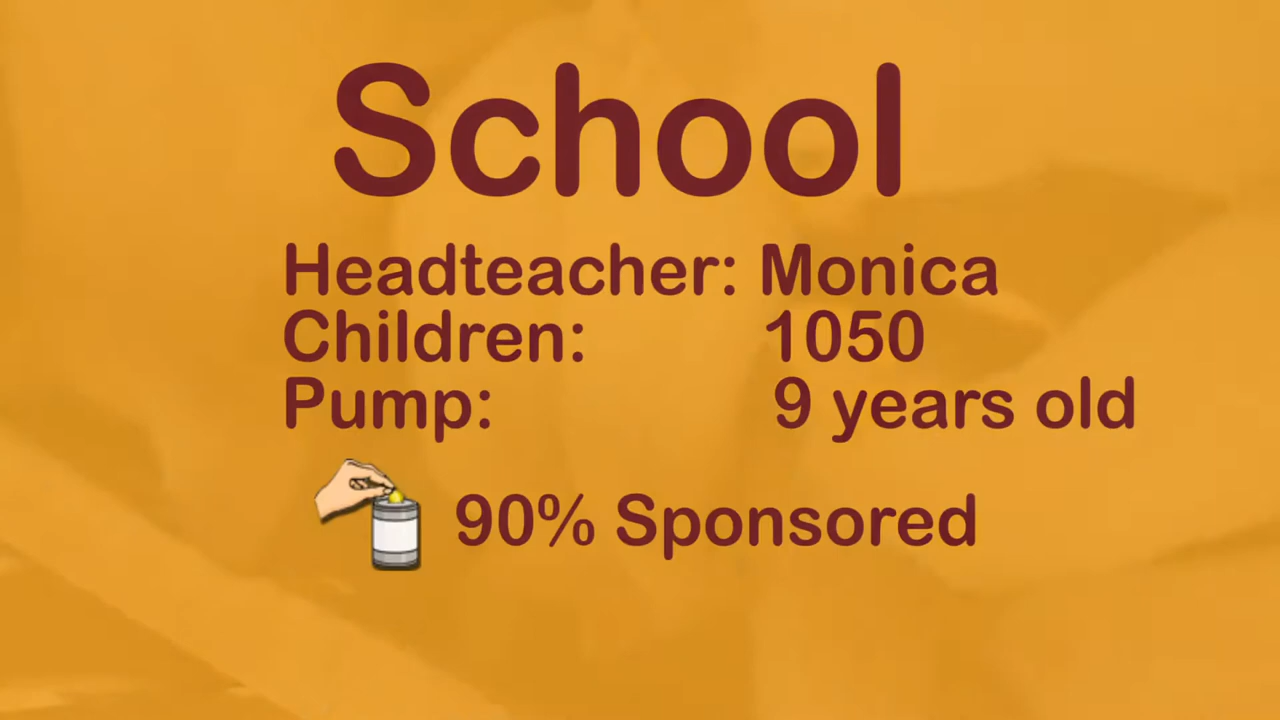 School
Headteacher: Monica
Children: 1050
Pump: 9 years old
90% Sponsored